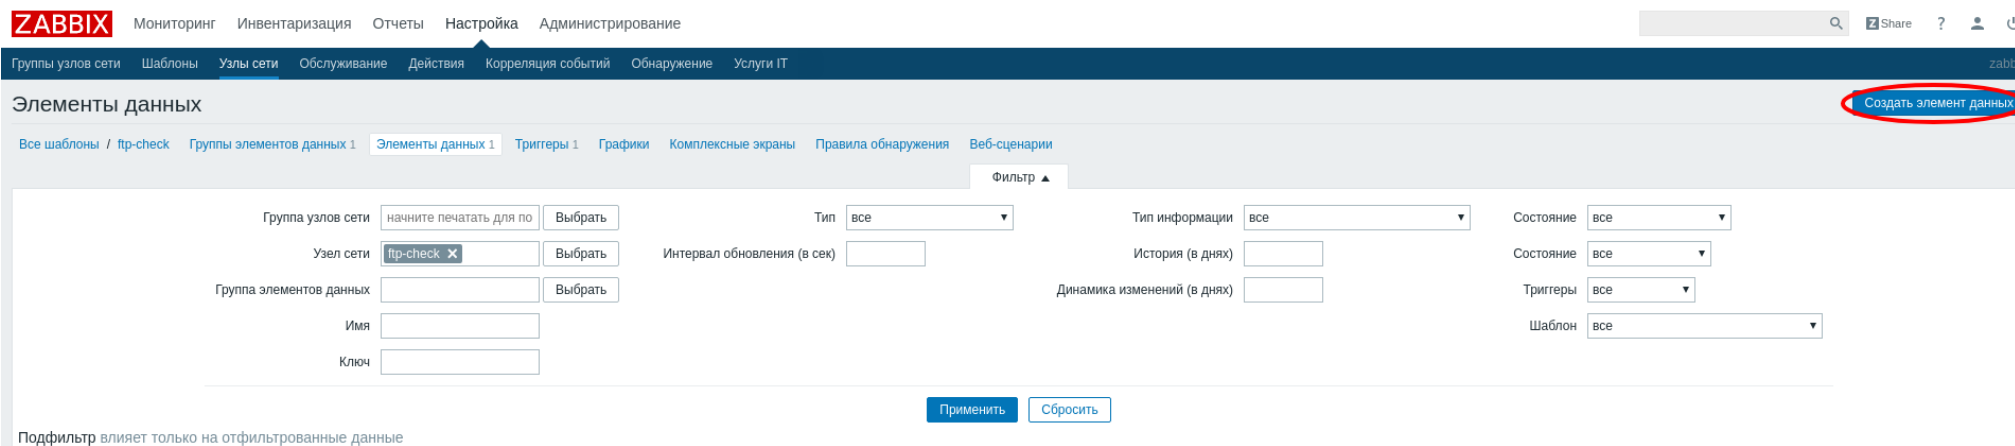 ZABBIX Мониторинг Инвентаризация Отчеты Настройка Администрирование Z Share ?
Группы узлов сети Шаблоны Узлы сети Обслуживание Действия Корреляция событий Обнаружение Услуги IT zabb
Элементы данных Создать элемент данных
Все шаблоны / ftp-check Группы элементов данных 1 Элементы данных 1 Триггеры 1 Графики Комплексные экраны Правила обнаружения Веб-сценарии
Фильтр ▲
Группа узлов сети начните печатать для по Выбрать Тип все Тип информации все Состояние все
Узел сети ftp-check Выбрать Интервал обновления (в сек) История (в днях) Состояние все
Группа элементов данных Выбрать Динамика изменений (в днях) Триггеры все
Имя Шаблон все
Ключ
Применить Сбросить
Подфильтр влияет только на отфильтрованные данные